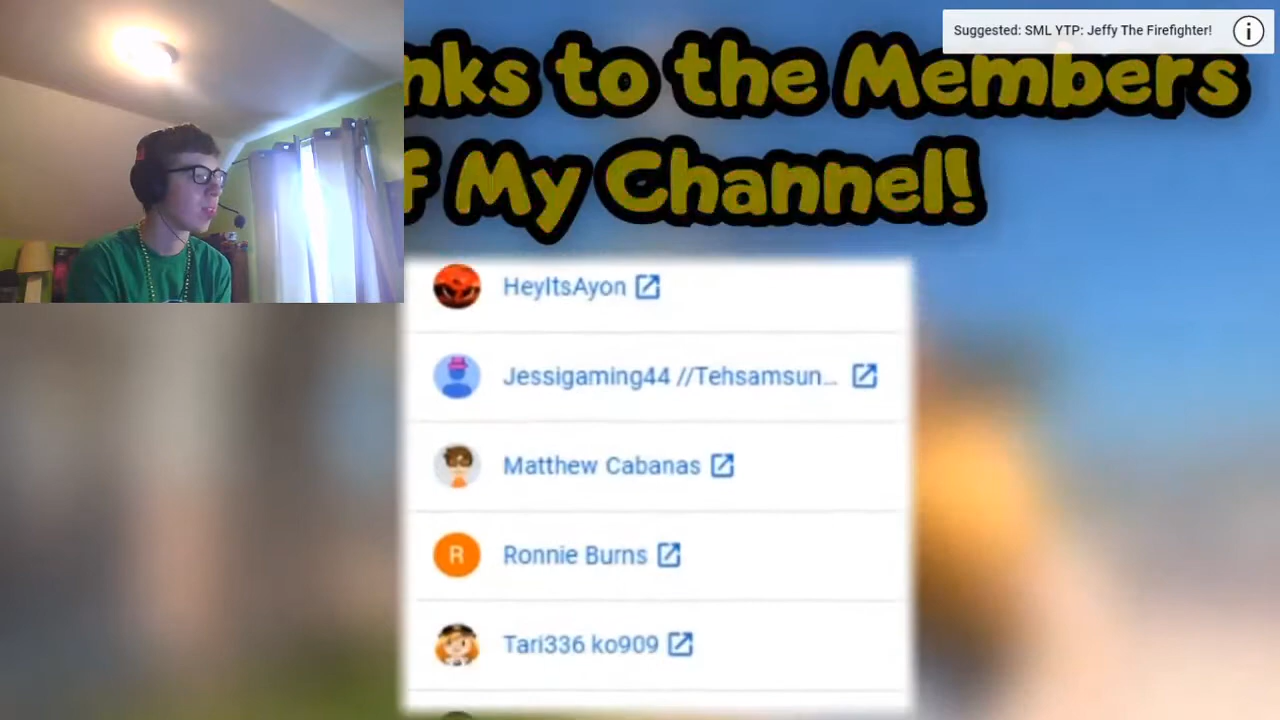 Suggested: SML YTP: Jeffy The Firefighter!
nks to the Members
f My Channel!
HeyItsAyon
Jessigaming44 //Tehsamsun...
Matthew Cabanas
R
Ronnie Burns
Tari336 ko909